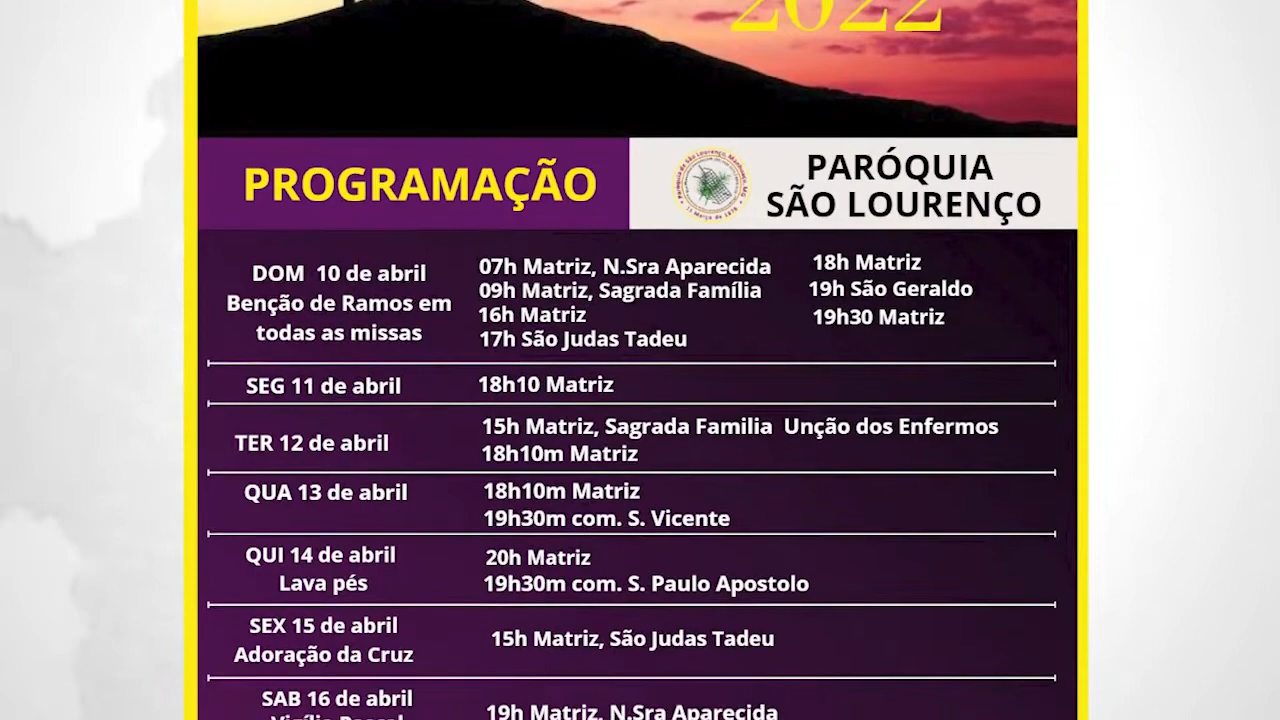 2022
PROGRAMAÇÃO
PARÓQUIA
SÃO LOURENÇO
DOM 10 de abril
Benção de Ramos em
todas as missas
07h Matriz, N.Sra Aparecida
09h Matriz, Sagrada Família
16h Matriz
17h São Judas Tadeu
18h Matriz
19h São Geraldo
19h30 Matriz
SEG 11 de abril
18h10 Matriz
TER 12 de abril
15h Matriz, Sagrada Familia Unção dos Enfermos
18h10m Matriz
QUA 13 de abril
18h10m Matriz
19h30m com. S. Vicente
QUI 14 de abril
Lava pés
20h Matriz
19h30m com. S. Paulo Apostolo
SEX 15 de abril
Adoração da Cruz
15h Matriz, São Judas Tadeu
SAB 16 de abril
Vigília Pascal
19h Matriz, N.Sra Aparecida